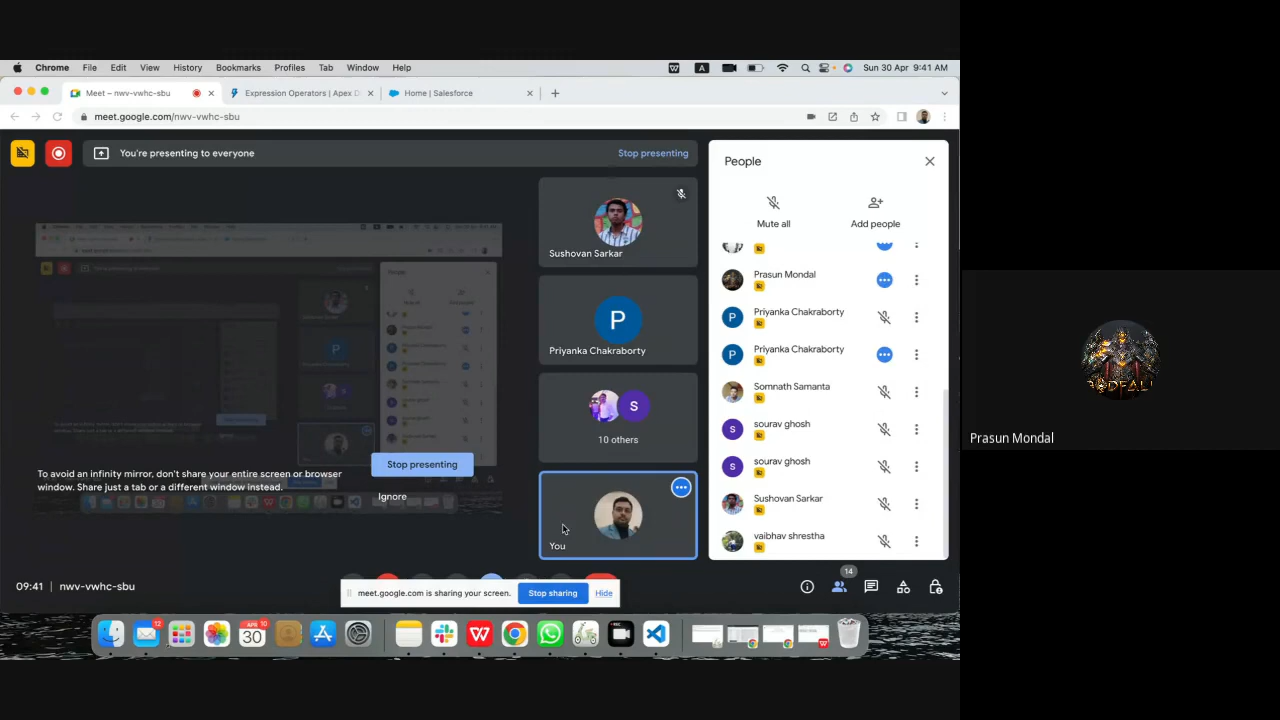 Chrome File Edit View History Bookmarks Profiles Tab Window Help A Sun 30 Apr 9:41 AM
Meet – nwv-vwhc-sbu Expression Operators | Apex D Home | Salesforce
meet.google.com/nwv-vwhc-sbu
You're presenting to everyone Stop presenting
People
Mute all Add people
Sushovan Sarkar
P
Priyanka Chakraborty
S
10 others
You
Prasun Mondal
P Priyanka Chakraborty
P Priyanka Chakraborty
Somnath Samanta
S sourav ghosh
S sourav ghosh
Sushovan Sarkar
vaibhav shrestha
To avoid an infinity mirror, don't share your entire screen or browser
window. Share just a tab or a different window instead.
Stop presenting
Ignore
09:41 | nwv-vwhc-sbu
14
meet.google.com is sharing your screen. Stop sharing Hide
12
APR 10
30
Prasun Mondal